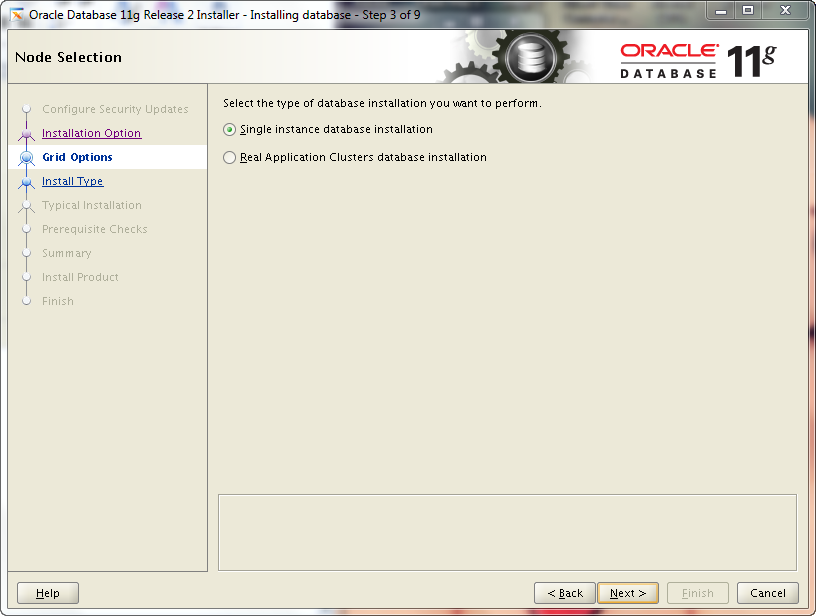 Oracle Database 11g Release 2 Installer - Installing database - Step 3 of 9
Node Selection
ORACLE
DATABASE 11g
Configure Security Updates
Installation Option
Grid Options
Install Type
Typical Installation
Prerequisite Checks
Summary
Install Product
Finish
Select the type of database installation you want to perform.
Single instance database installation
Real Application Clusters database installation
Help
< Back
Next >
Finish
Cancel